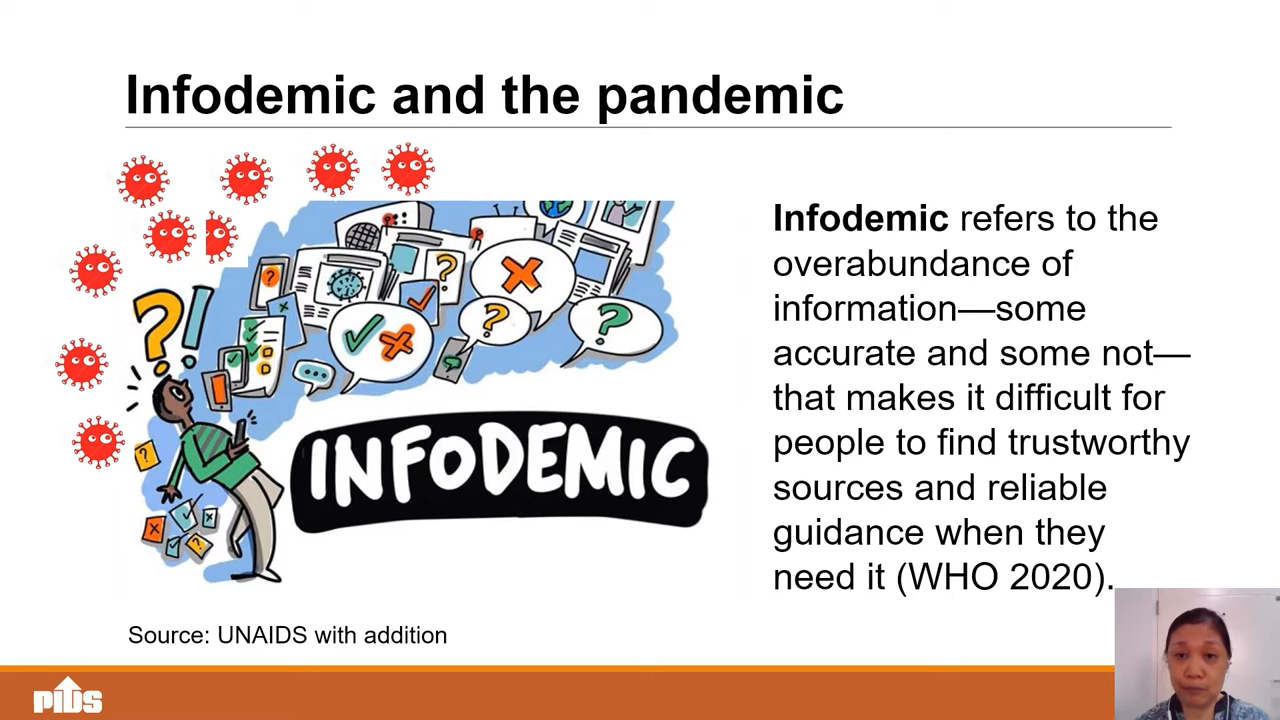 Infodemic and the pandemic
Infodemic refers to the
overabundance of
information—some
accurate and some not—
that makes it difficult for
people to find trustworthy
sources and reliable
guidance when they
need it (WHO 2020).
?!
?
?
?
?
?
?
INFODEMIC
Source: UNAIDS with addition
PIDS